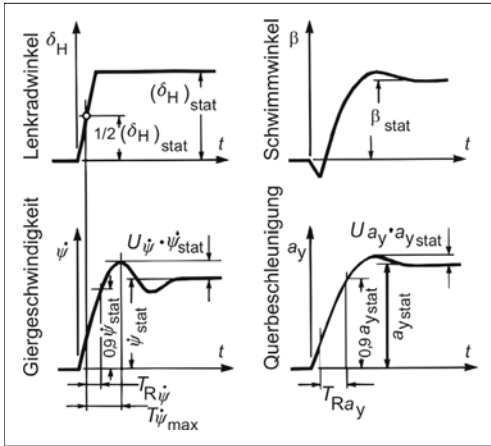 Lenkradwinkel
δH
(δH)stat
1/2 (δH)stat
t
Schwimmwinkel
β
βstat
t
Giergeschwindigkeit
ψ̇
Uψ̇·ψ̇stat
0,9 ψ̇stat
ψ̇stat
t
TRψ̇
Tψ̇max
Querbeschleunigung
ay
Uay·aystat
0,9 aystat
aystat
t
TRay